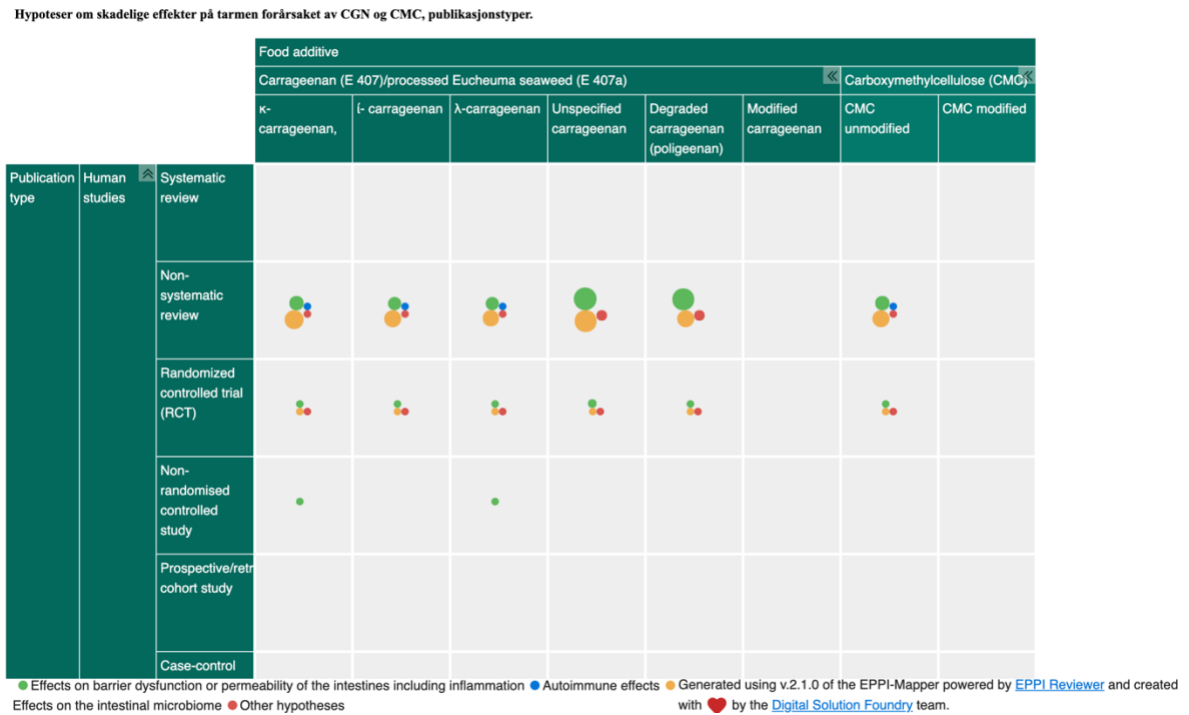 Hypoteser om skadelige effekter på tarmen forårsaket av CGN og CMC, publikasjonstyper.
Food additive
Carrageenan (E 407)/processed Eucheuma seaweed (E 407a)
Carboxymethylcellulose (CMC)
κ-
carrageenan,
ί- carrageenan
λ-carrageenan
Unspecified
carrageenan
Degraded
carrageenan
(poligeenan)
Modified
carrageenan
CMC
unmodified
CMC modified
Publication
type
Human
studies
Systematic
review
Non-
systematic
review
Randomized
controlled trial
(RCT)
Non-
randomised
controlled
study
Prospective/retr
cohort study
Case-control
Effects on barrier dysfunction or permeability of the intestines including inflammation Autoimmune effects
Effects on the intestinal microbiome Other hypotheses
Generated using v.2.1.0 of the EPPI-Mapper powered by EPPI Reviewer and created
with by the Digital Solution Foundry team.